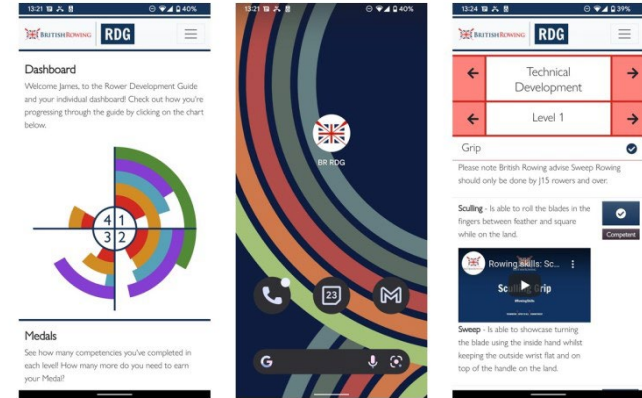 13:21
40%
BRITISH ROWING
RDG
Dashboard
Welcome James, to the Rower Development Guide
and your individual dashboard! Check out how you're
progressing through the guide by clicking on the chart
below.
4 1
3 2
Medals
See how many competencies you've completed in
each level! How many more do you need to earn
your Medal?
13:21
40%
BR RDG
23
G
13:24
39%
BRITISH ROWING
RDG
Technical
Development
Level 1
Grip
Please note British Rowing advise Sweep Rowing
should only be done by J15 rowers and over.
Sculling - Is able to roll the blades in the
fingers between feather and square
while on the land.
Competent
Rowing skills: Sc...
Sculling Grip
Sweep - Is able to showcase turning
the blade using the inside hand whilst
keeping the outside wrist flat and on
top of the handle on the land.